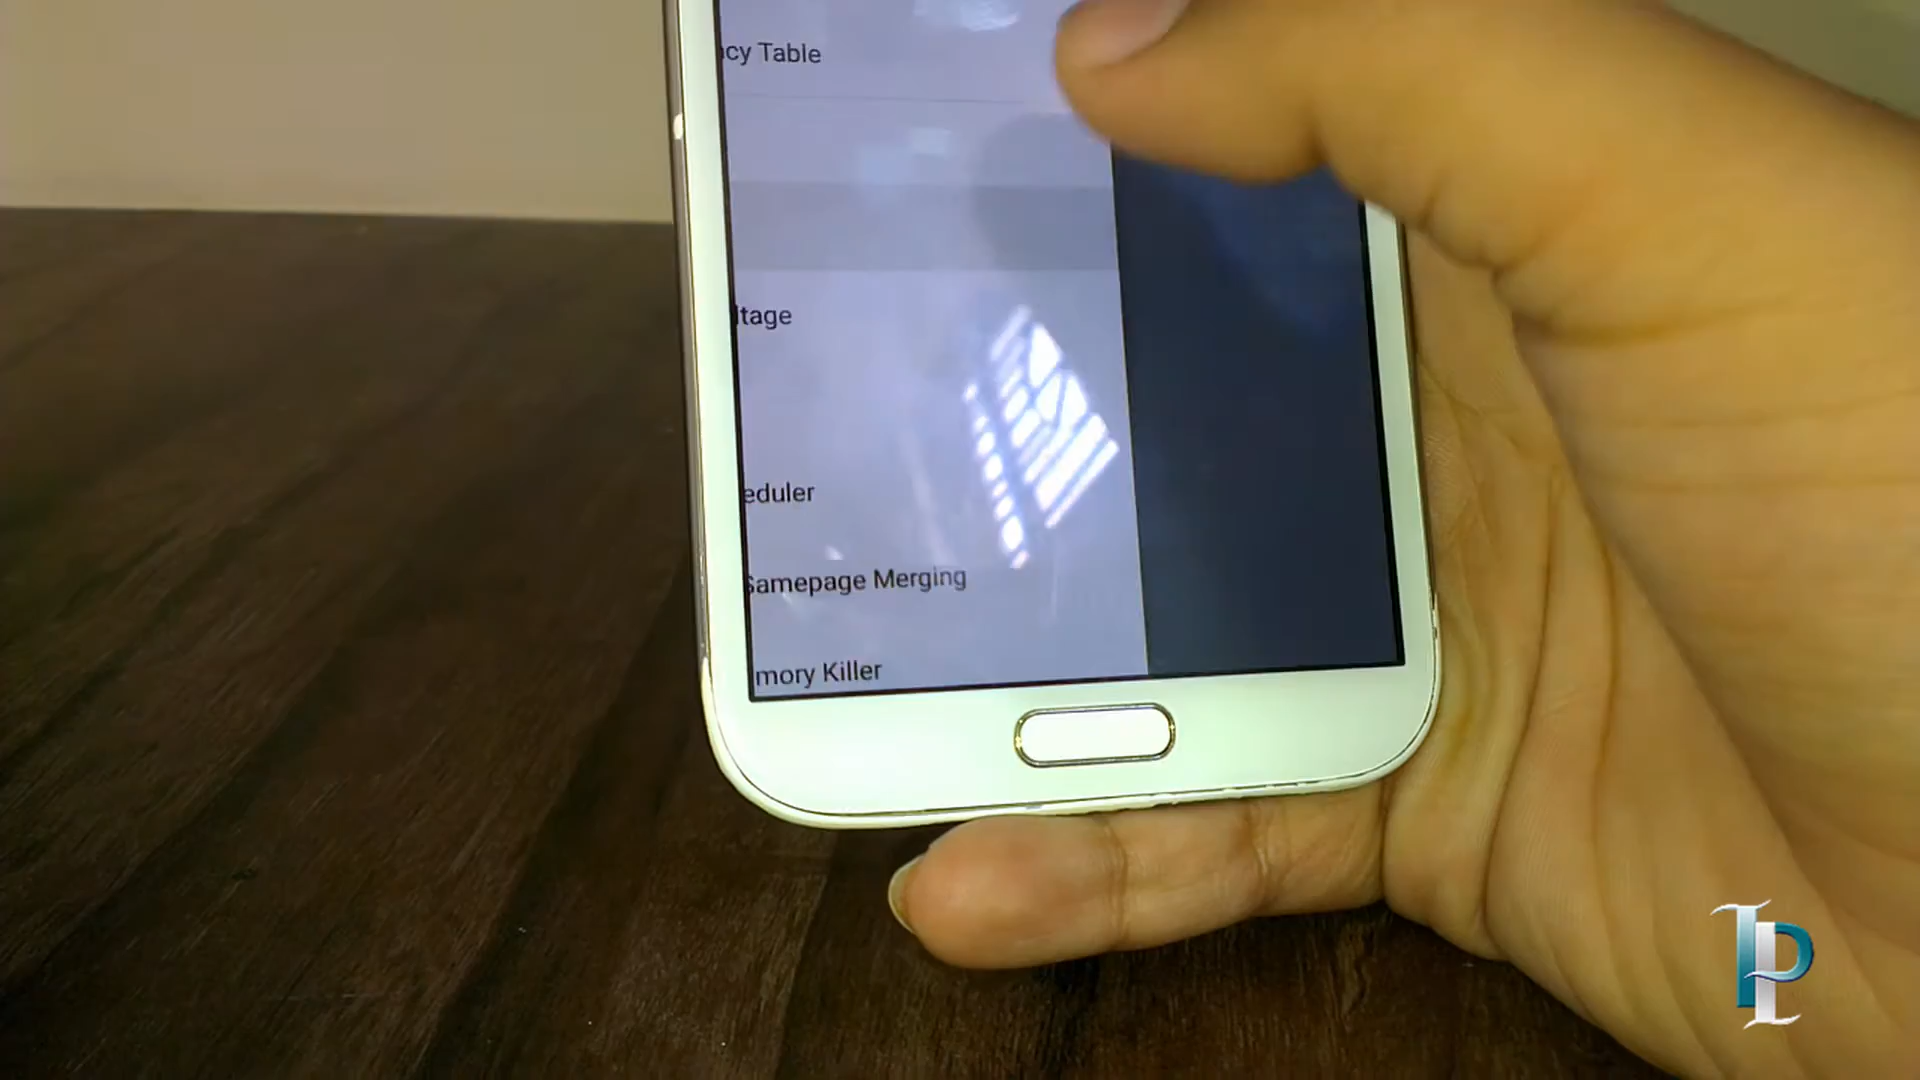 cy Table
ltage
eduler
Samepage Merging
mory Killer